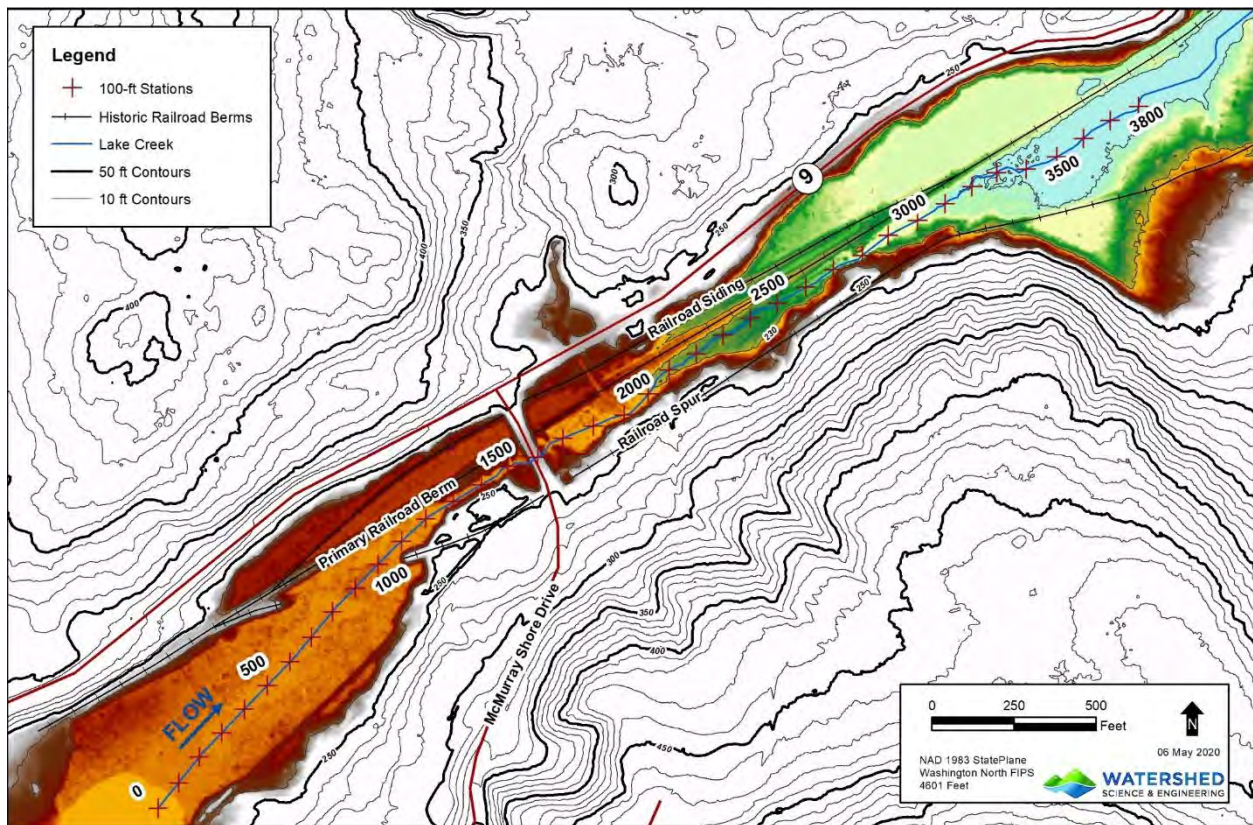 Legend
100-ft Stations
Historic Railroad Berms
Lake Creek
50 ft Contours
10 ft Contours
250
9
300
350
400
250
400
3800
3500
3000
Railroad Siding
2500
250
230
2000
Railroad Spur
1500
250
Primary Railroad Berm
1000
250
300
350
400
McMurray Shore Drive
500
FLOW
250
0
450
0 250 500
Feet
N
06 May 2020
NAD 1983 StatePlane
Washington North FIPS
4601 Feet
WATERSHED
SCIENCE & ENGINEERING